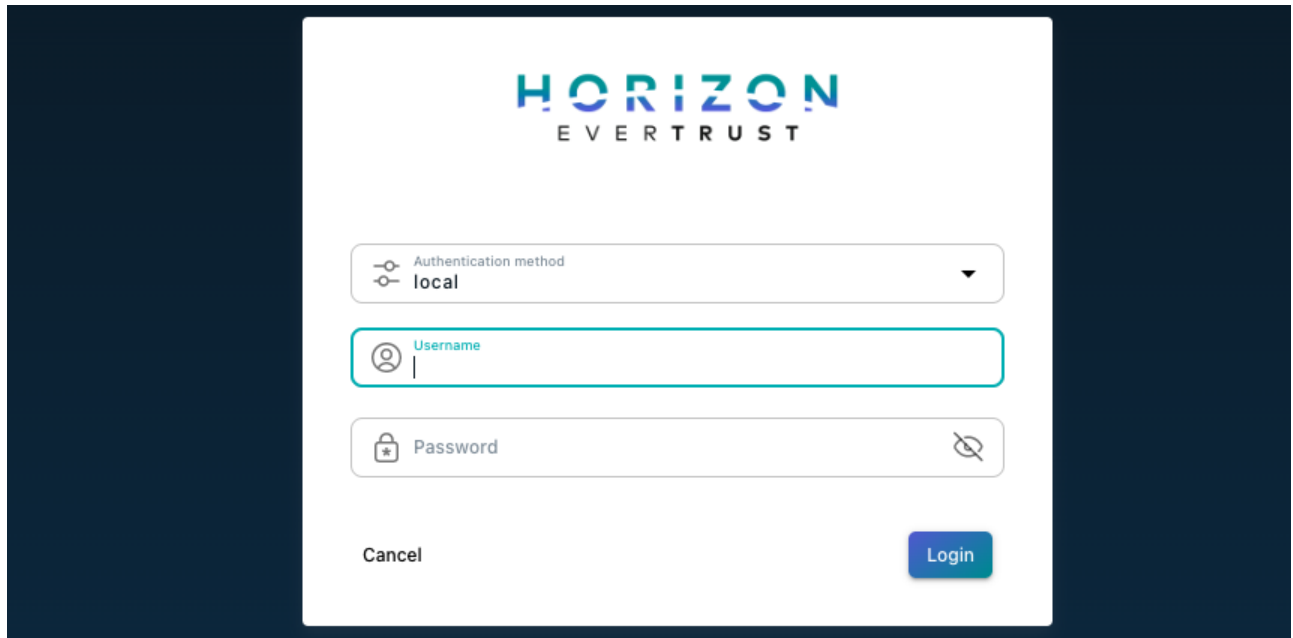 HORIZON
EVERTRUST
Authentication method
local
Username
Password
Cancel
Login